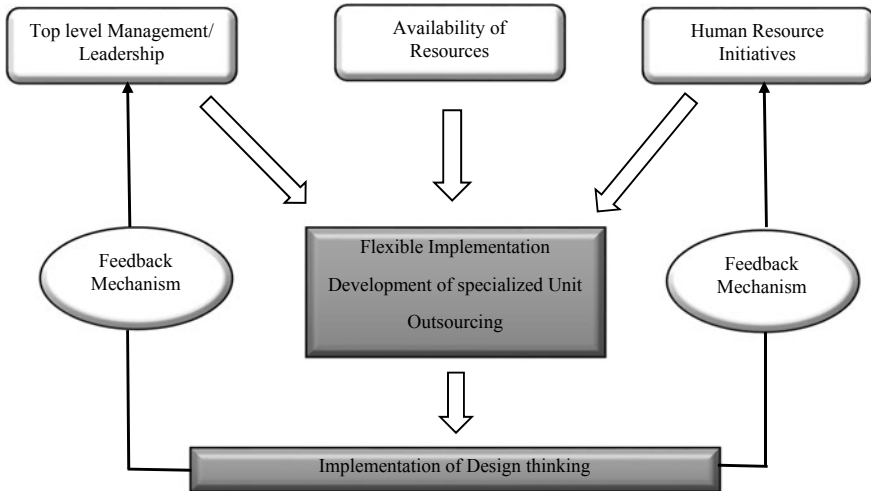 Top level Management/
Leadership
Availability of
Resources
Human Resource
Initiatives
Feedback
Mechanism
Flexible Implementation
Development of specialized Unit
Outsourcing
Feedback
Mechanism
Implementation of Design thinking